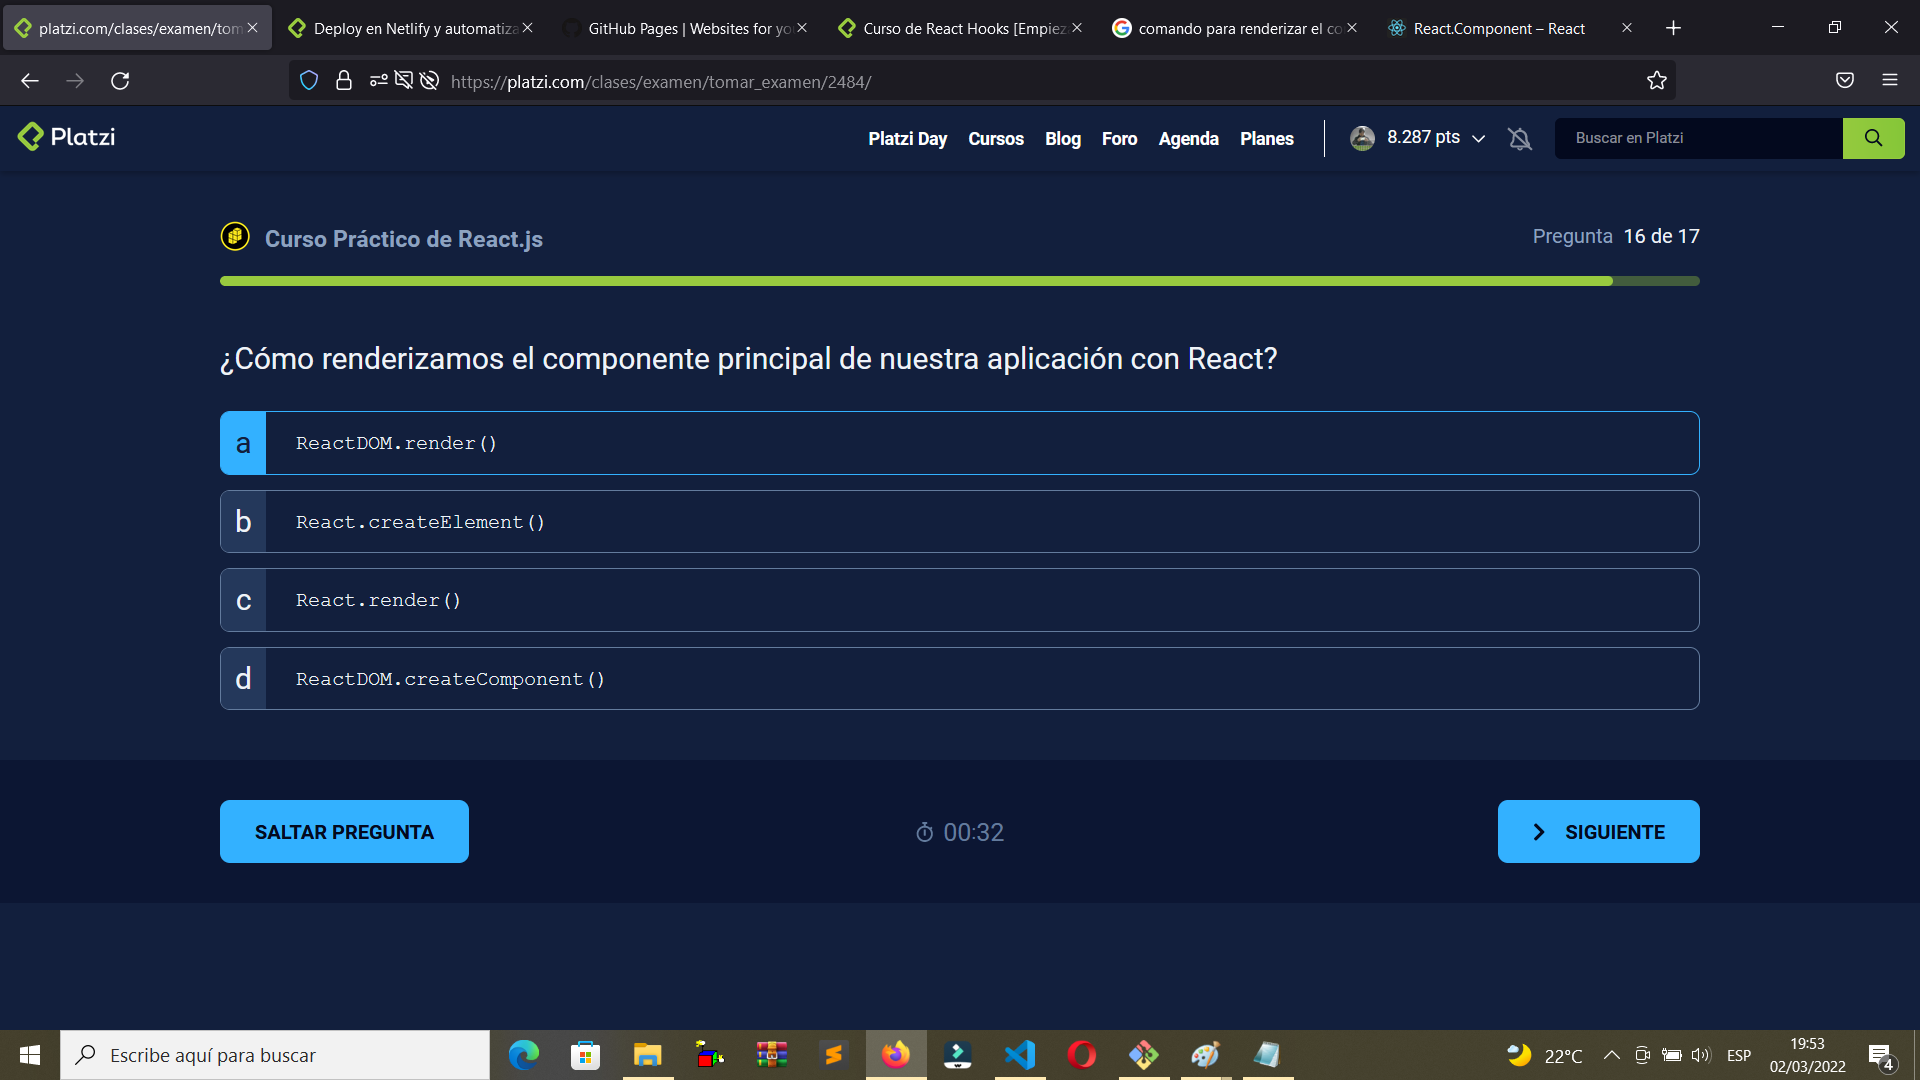 platzi.com/clases/examen/tom
Deploy en Netlify y automatiza
GitHub Pages | Websites for yo
Curso de React Hooks [Empiez
comando para renderizar el co
React.Component – React
https://platzi.com/clases/examen/tomar_examen/2484/
Platzi
Platzi Day
Cursos
Blog
Foro
Agenda
Planes
8.287 pts
Buscar en Platzi
Curso Práctico de React.js
Pregunta 16 de 17
¿Cómo renderizamos el componente principal de nuestra aplicación con React?
a ReactDOM.render()
b React.createElement()
c React.render()
d ReactDOM.createComponent()
SALTAR PREGUNTA
00:32
SIGUIENTE
Escribe aquí para buscar
22°C
ESP
19:53
02/03/2022
4